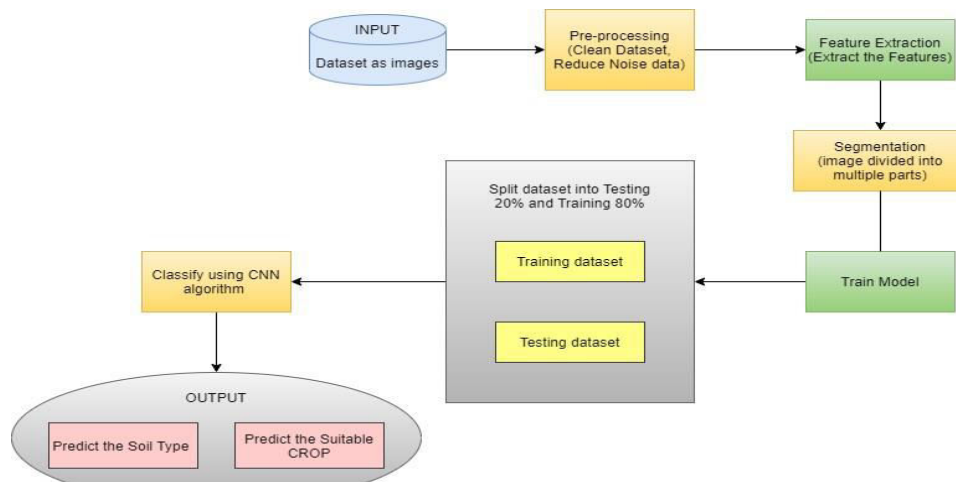 INPUT
Dataset as images
Pre-processing
(Clean Dataset,
Reduce Noise data)
Feature Extraction
(Extract the Features)
Segmentation
(image divided into
multiple parts)
Train Model
Split dataset into Testing
20% and Training 80%
Training dataset
Testing dataset
Classify using CNN
algorithm
OUTPUT
Predict the Soil Type
Predict the Suitable
CROP